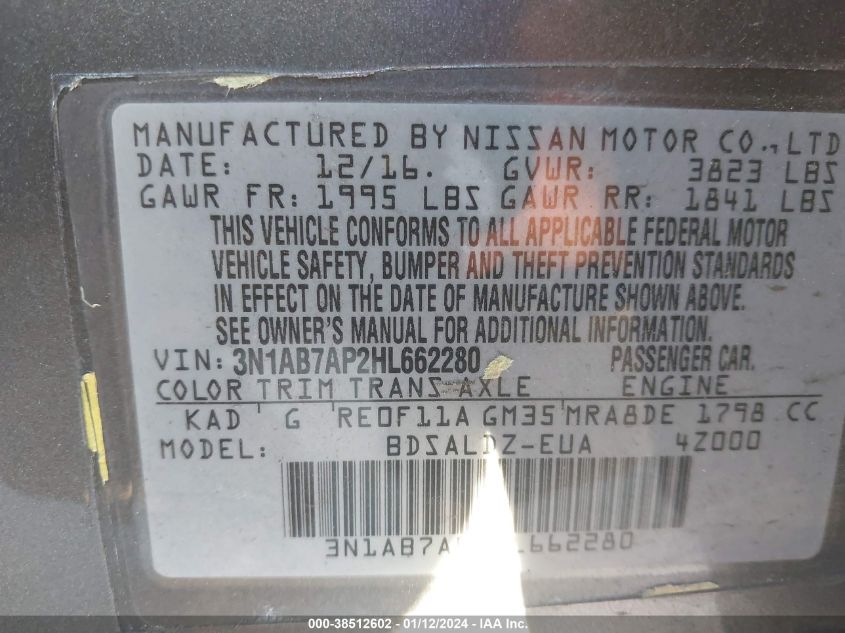 MANUFACTURED BY NISSAN MOTOR CO., LTD
DATE: 12/16. GVWR: 3823 LBS
GAWR FR: 1995 LBS GAWR RR: 1841 LBS
THIS VEHICLE CONFORMS TO ALL APPLICABLE FEDERAL MOTOR
VEHICLE SAFETY, BUMPER AND THEFT PREVENTION STANDARDS
IN EFFECT ON THE DATE OF MANUFACTURE SHOWN ABOVE.
SEE OWNER'S MANUAL FOR ADDITIONAL INFORMATION.
VIN: 3N1AB7AP2HL662280 PASSENGER CAR.
COLOR TRIM TRANS AXLE ENGINE
KAD G RE0F11A GM35 MRA8DE 1798 CC
MODEL: BDSALDZ-EUA 4Z000
3N1AB7A L662280
000-38512602 - 01/12/2024 - IAA Inc.